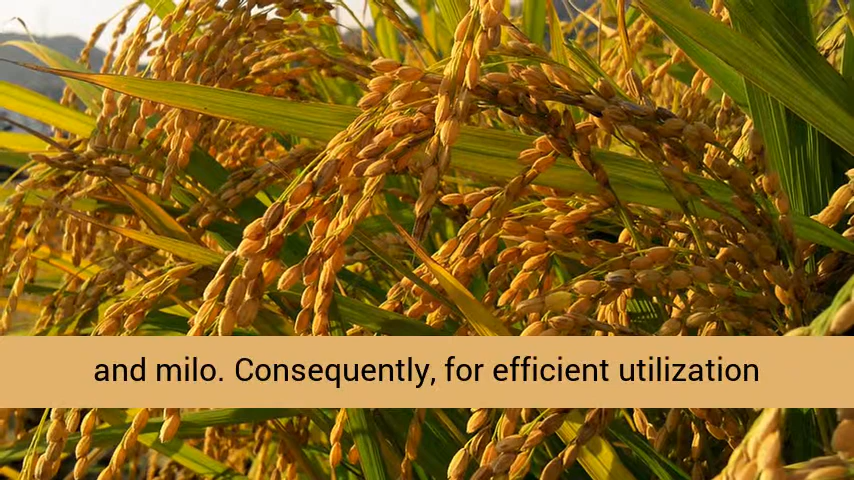 and milo. Consequently, for efficient utilization